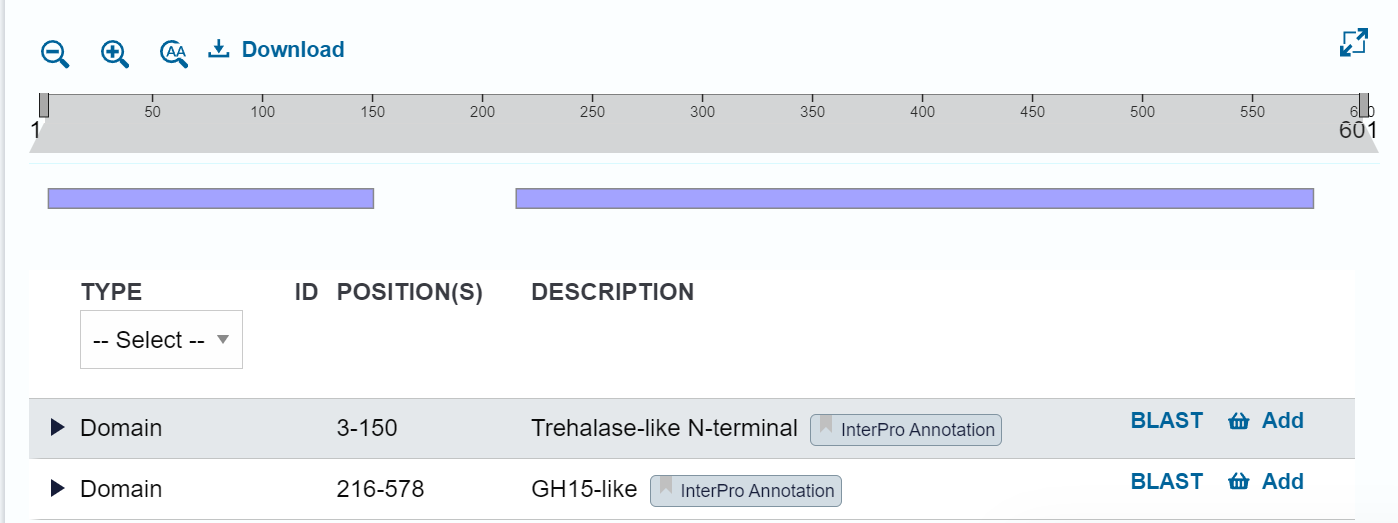 AA Download
50 100 150 200 250 300 350 400 450 500 550
1 601
TYPE ID POSITION(S) DESCRIPTION
-- Select --
Domain 3-150 Trehalase-like N-terminal InterPro Annotation BLAST Add
Domain 216-578 GH15-like InterPro Annotation BLAST Add